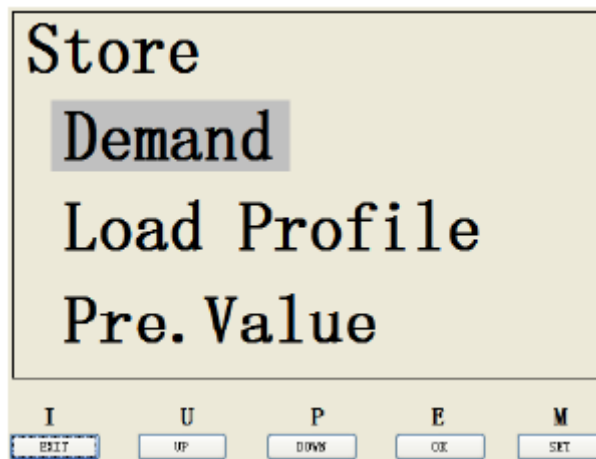 Store
Demand
Load Profile
Pre.Value
I U P E M
EXIT UP DOWN OK SET